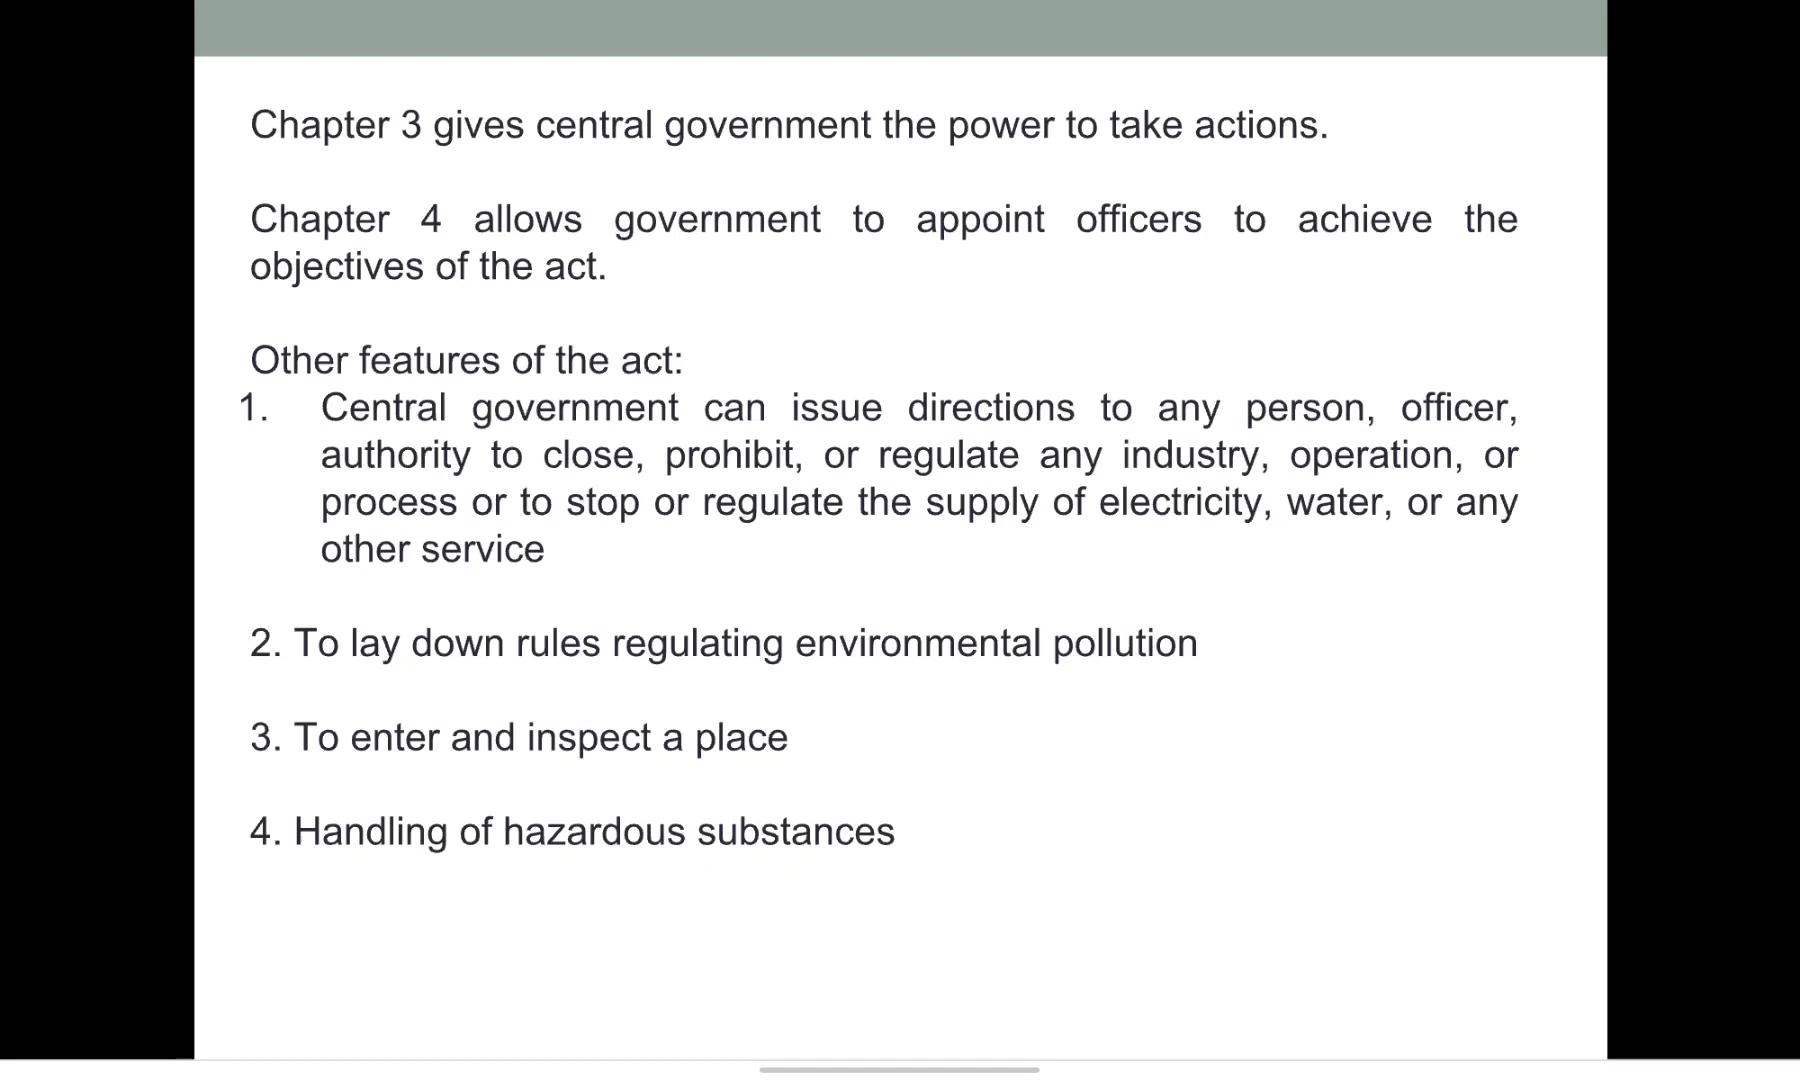 Chapter 3 gives central government the power to take actions.
Chapter 4 allows government to appoint officers to achieve the
objectives of the act.
Other features of the act:
1. Central government can issue directions to any person, officer,
authority to close, prohibit, or regulate any industry, operation, or
process or to stop or regulate the supply of electricity, water, or any
other service
2. To lay down rules regulating environmental pollution
3. To enter and inspect a place
4. Handling of hazardous substances